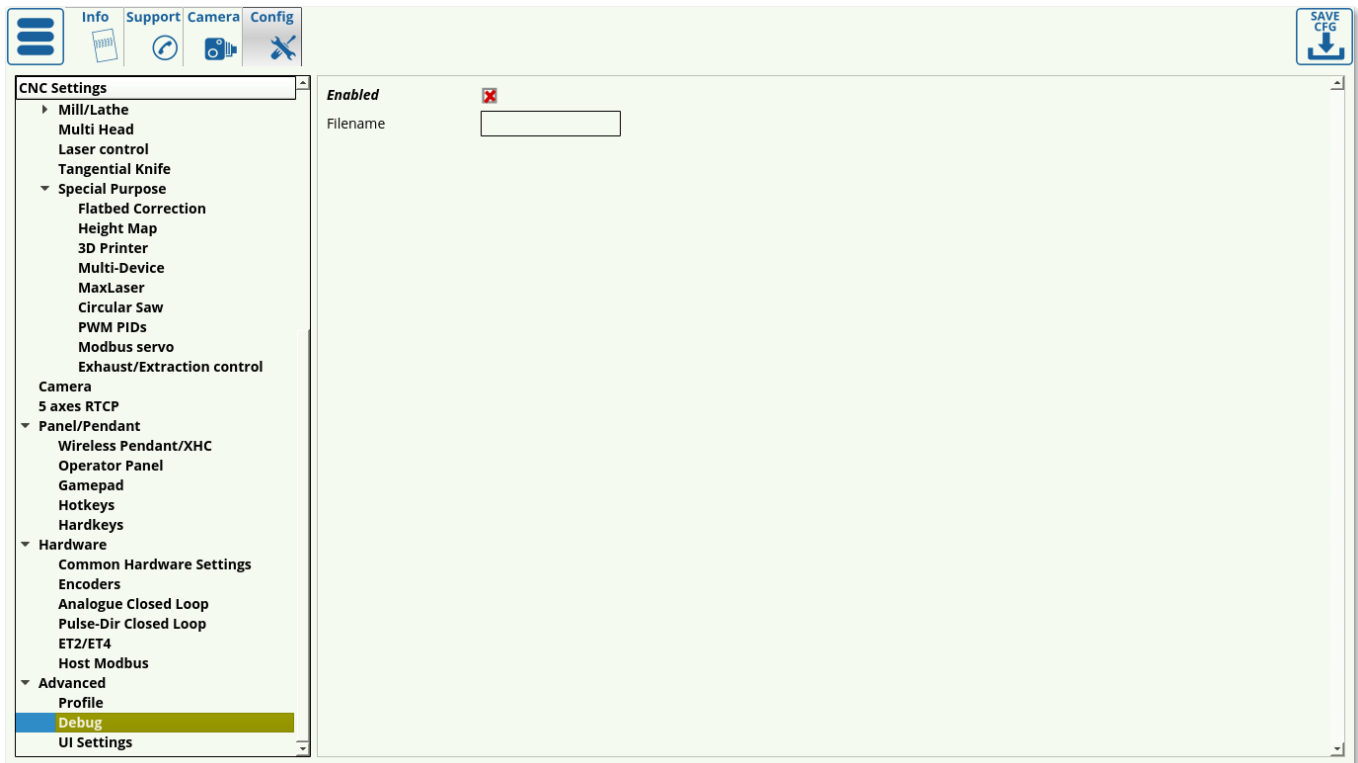 Info Support Camera Config
SAVE
CFG
CNC Settings
Mill/Lathe
Multi Head
Laser control
Tangential Knife
Special Purpose
Flatbed Correction
Height Map
3D Printer
Multi-Device
MaxLaser
Circular Saw
PWM PIDs
Modbus servo
Exhaust/Extraction control
Camera
5 axes RTCP
Panel/Pendant
Wireless Pendant/XHC
Operator Panel
Gamepad
Hotkeys
Hardkeys
Hardware
Common Hardware Settings
Encoders
Analogue Closed Loop
Pulse-Dir Closed Loop
ET2/ET4
Host Modbus
Advanced
Profile
Debug
UI Settings
Enabled
Filename